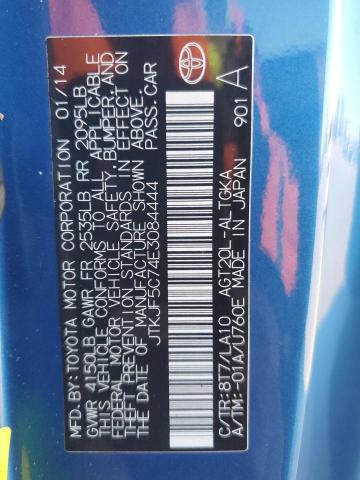 MFD. BY: TOYOTA MOTOR CORPORATION 01/14
GVWR 4150LB GAWR FR 2335LB RR 2095LB
THIS VEHICLE CONFORMS TO ALL APPLICABLE
FEDERAL MOTOR VEHICLE SAFETY, BUMPER, AND
THEFT PREVENTION STANDARDS IN EFFECT ON
THE DATE OF MANUFACTURE SHOWN ABOVE.
JTKJF5C74E3084444 PASS. CAR
C/TR: 8T7/LA10 AGT20L-ALTGKA
A/TM: -01A/U760E MADE IN JAPAN
901 A